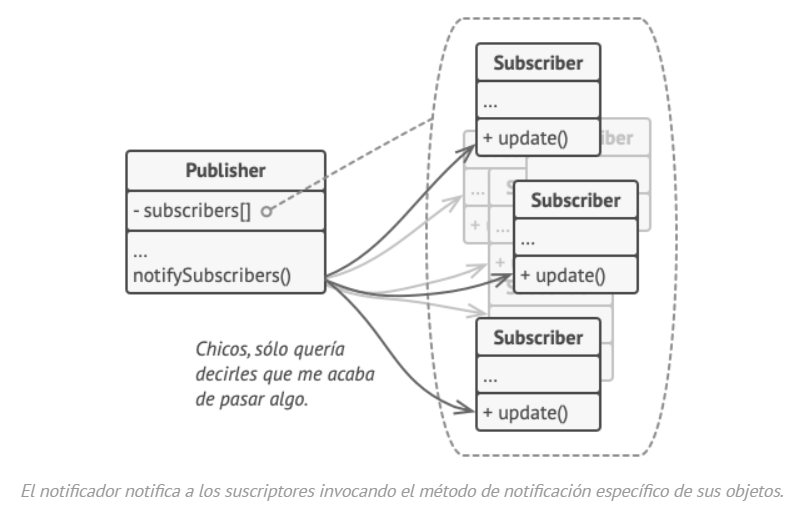 Subscriber
...
+ update()
Publisher
- subscribers[]
...
notifySubscribers()
Subscriber
...
+ update()
Subscriber
...
+ update()
Chicos, sólo quería
decirles que me acaba
de pasar algo.
El notificador notifica a los suscriptores invocando el método de notificación específico de sus objetos.